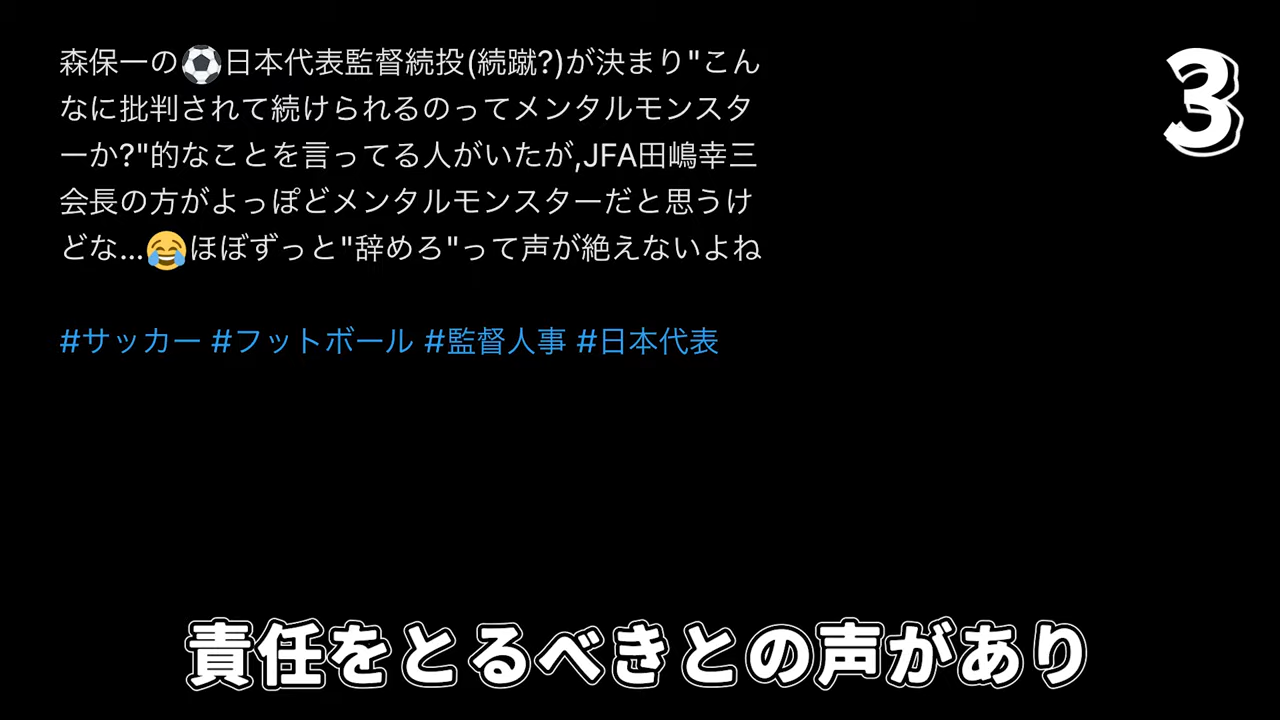 森保一の⚽日本代表監督続投(続蹴?)が決まり"こん
なに批判されて続けられるのってメンタルモンスタ
ーか?"的なことを言ってる人がいたが,JFA田嶋幸三
会長の方がよっぽどメンタルモンスターだと思うけ
どな...😂ほぼずっと"辞めろ"って声が絶えないよね
#サッカー #フットボール #監督人事 #日本代表
3
責任をとるべきとの声があり